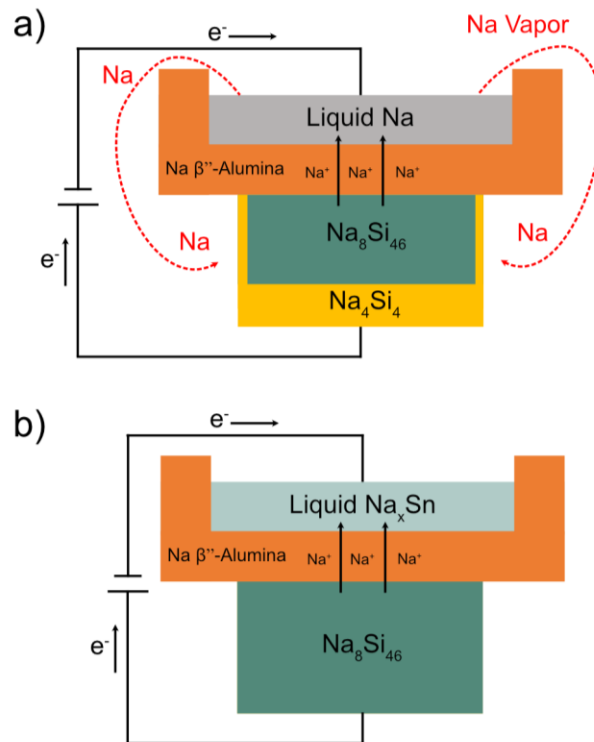 a)
e⁻
Na Vapor
Na
Liquid Na
Na β”-Alumina
Na⁺ Na⁺ Na⁺
Na
Na₈Si₄₆
Na
e⁻
Na₄Si₄
b)
e⁻
Liquid NaₓSn
Na β”-Alumina
Na⁺ Na⁺ Na⁺
e⁻
Na₈Si₄₆